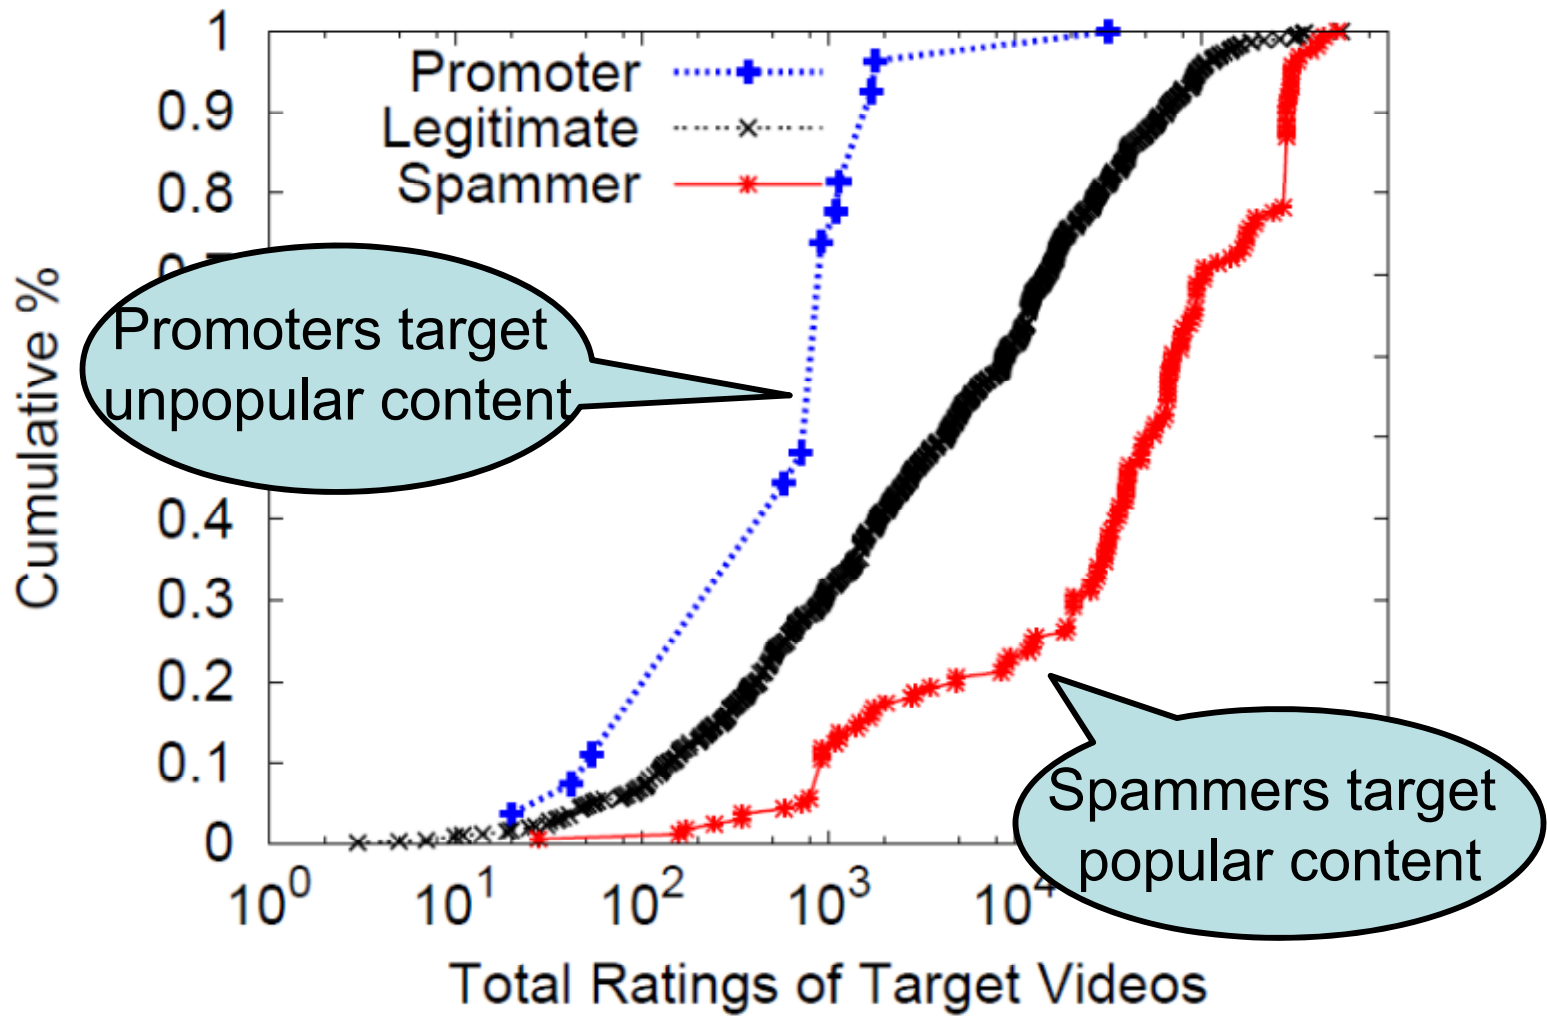 1
Promoter
0.9
Legitimate
0.8
Spammer
Cumulative %
Promoters target
unpopular content
0.4
0.3
0.2
0.1
Spammers target
popular content
0
10^0 10^1 10^2 10^3
Total Ratings of Target Videos